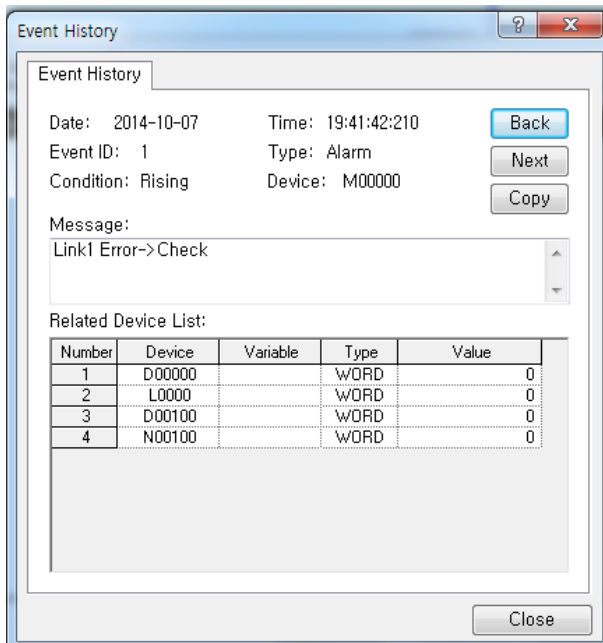 Event History
Event History
Date: 2014-10-07 Time: 19:41:42:210 Back
Event ID: 1 Type: Alarm Next
Condition: Rising Device: M00000 Copy
Message:
Link1 Error->Check
Related Device List:
Number Device Variable Type Value
1 D00000 WORD 0
2 L0000 WORD 0
3 D00100 WORD 0
4 N00100 WORD 0
Close